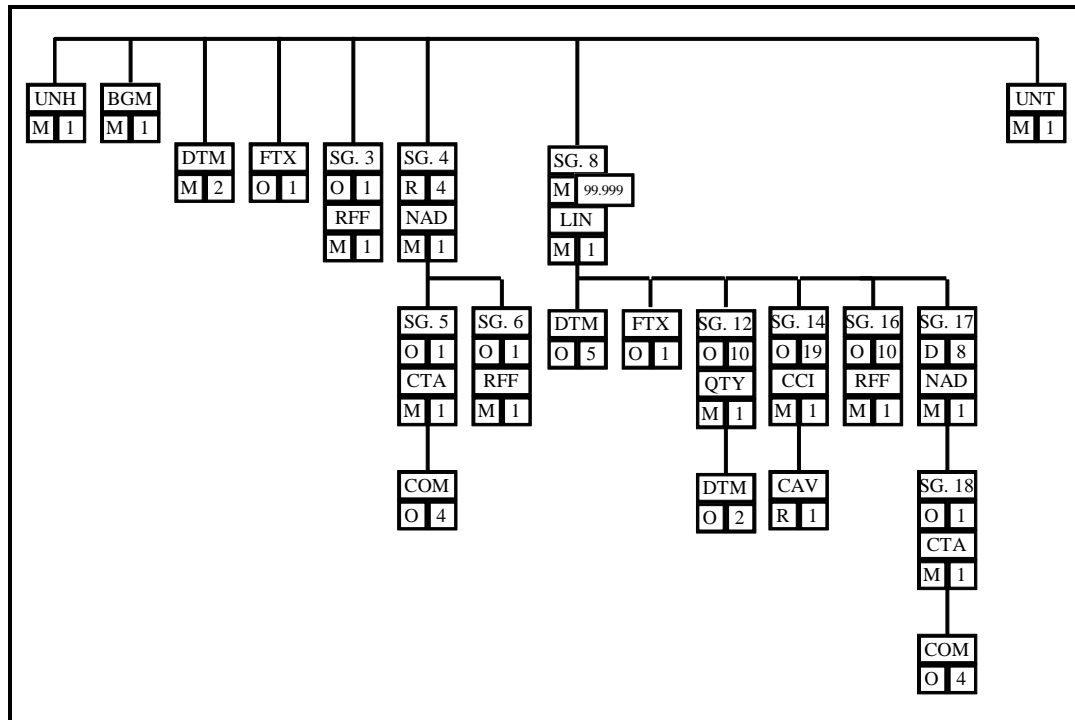 UNH BGM UNT
M 1 M 1 M 1
DTM FTX SG. 3 SG. 4 SG. 8
M 2 O 1 O 1 R 4 M 99.999
RFF NAD LIN
M 1 M 1 M 1
SG. 5 SG. 6 DTM FTX SG. 12 SG. 14 SG. 16 SG. 17
O 1 O 1 O 5 O 1 O 10 O 19 O 10 D 8
CTA RFF QTY CCI RFF NAD
M 1 M 1 M 1 M 1 M 1 M 1
COM DTM CAV SG. 18
O 4 O 2 R 1 O 1
CTA
M 1
COM
O 4